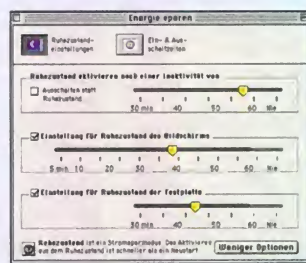 Energie sparen
Ruhezustand-
einstellungen
Ein- & Aus-
schaltzeiten
Ruhezustand aktivieren nach einer Inaktivität von
Ausschalten statt
Ruhezustand
30 min 40 50 60 Nie
Einstellung für Ruhezustand des Bildschirms
5 min 10 20 30 40 50 60 Nie
Einstellung für Ruhezustand der Festplatte
30 min 40 50 60 Nie
Ruhezustand ist ein Stromsparmodus. Das Aktivieren
aus dem Ruhezustand ist schneller als ein Neustart.
Weniger Optionen